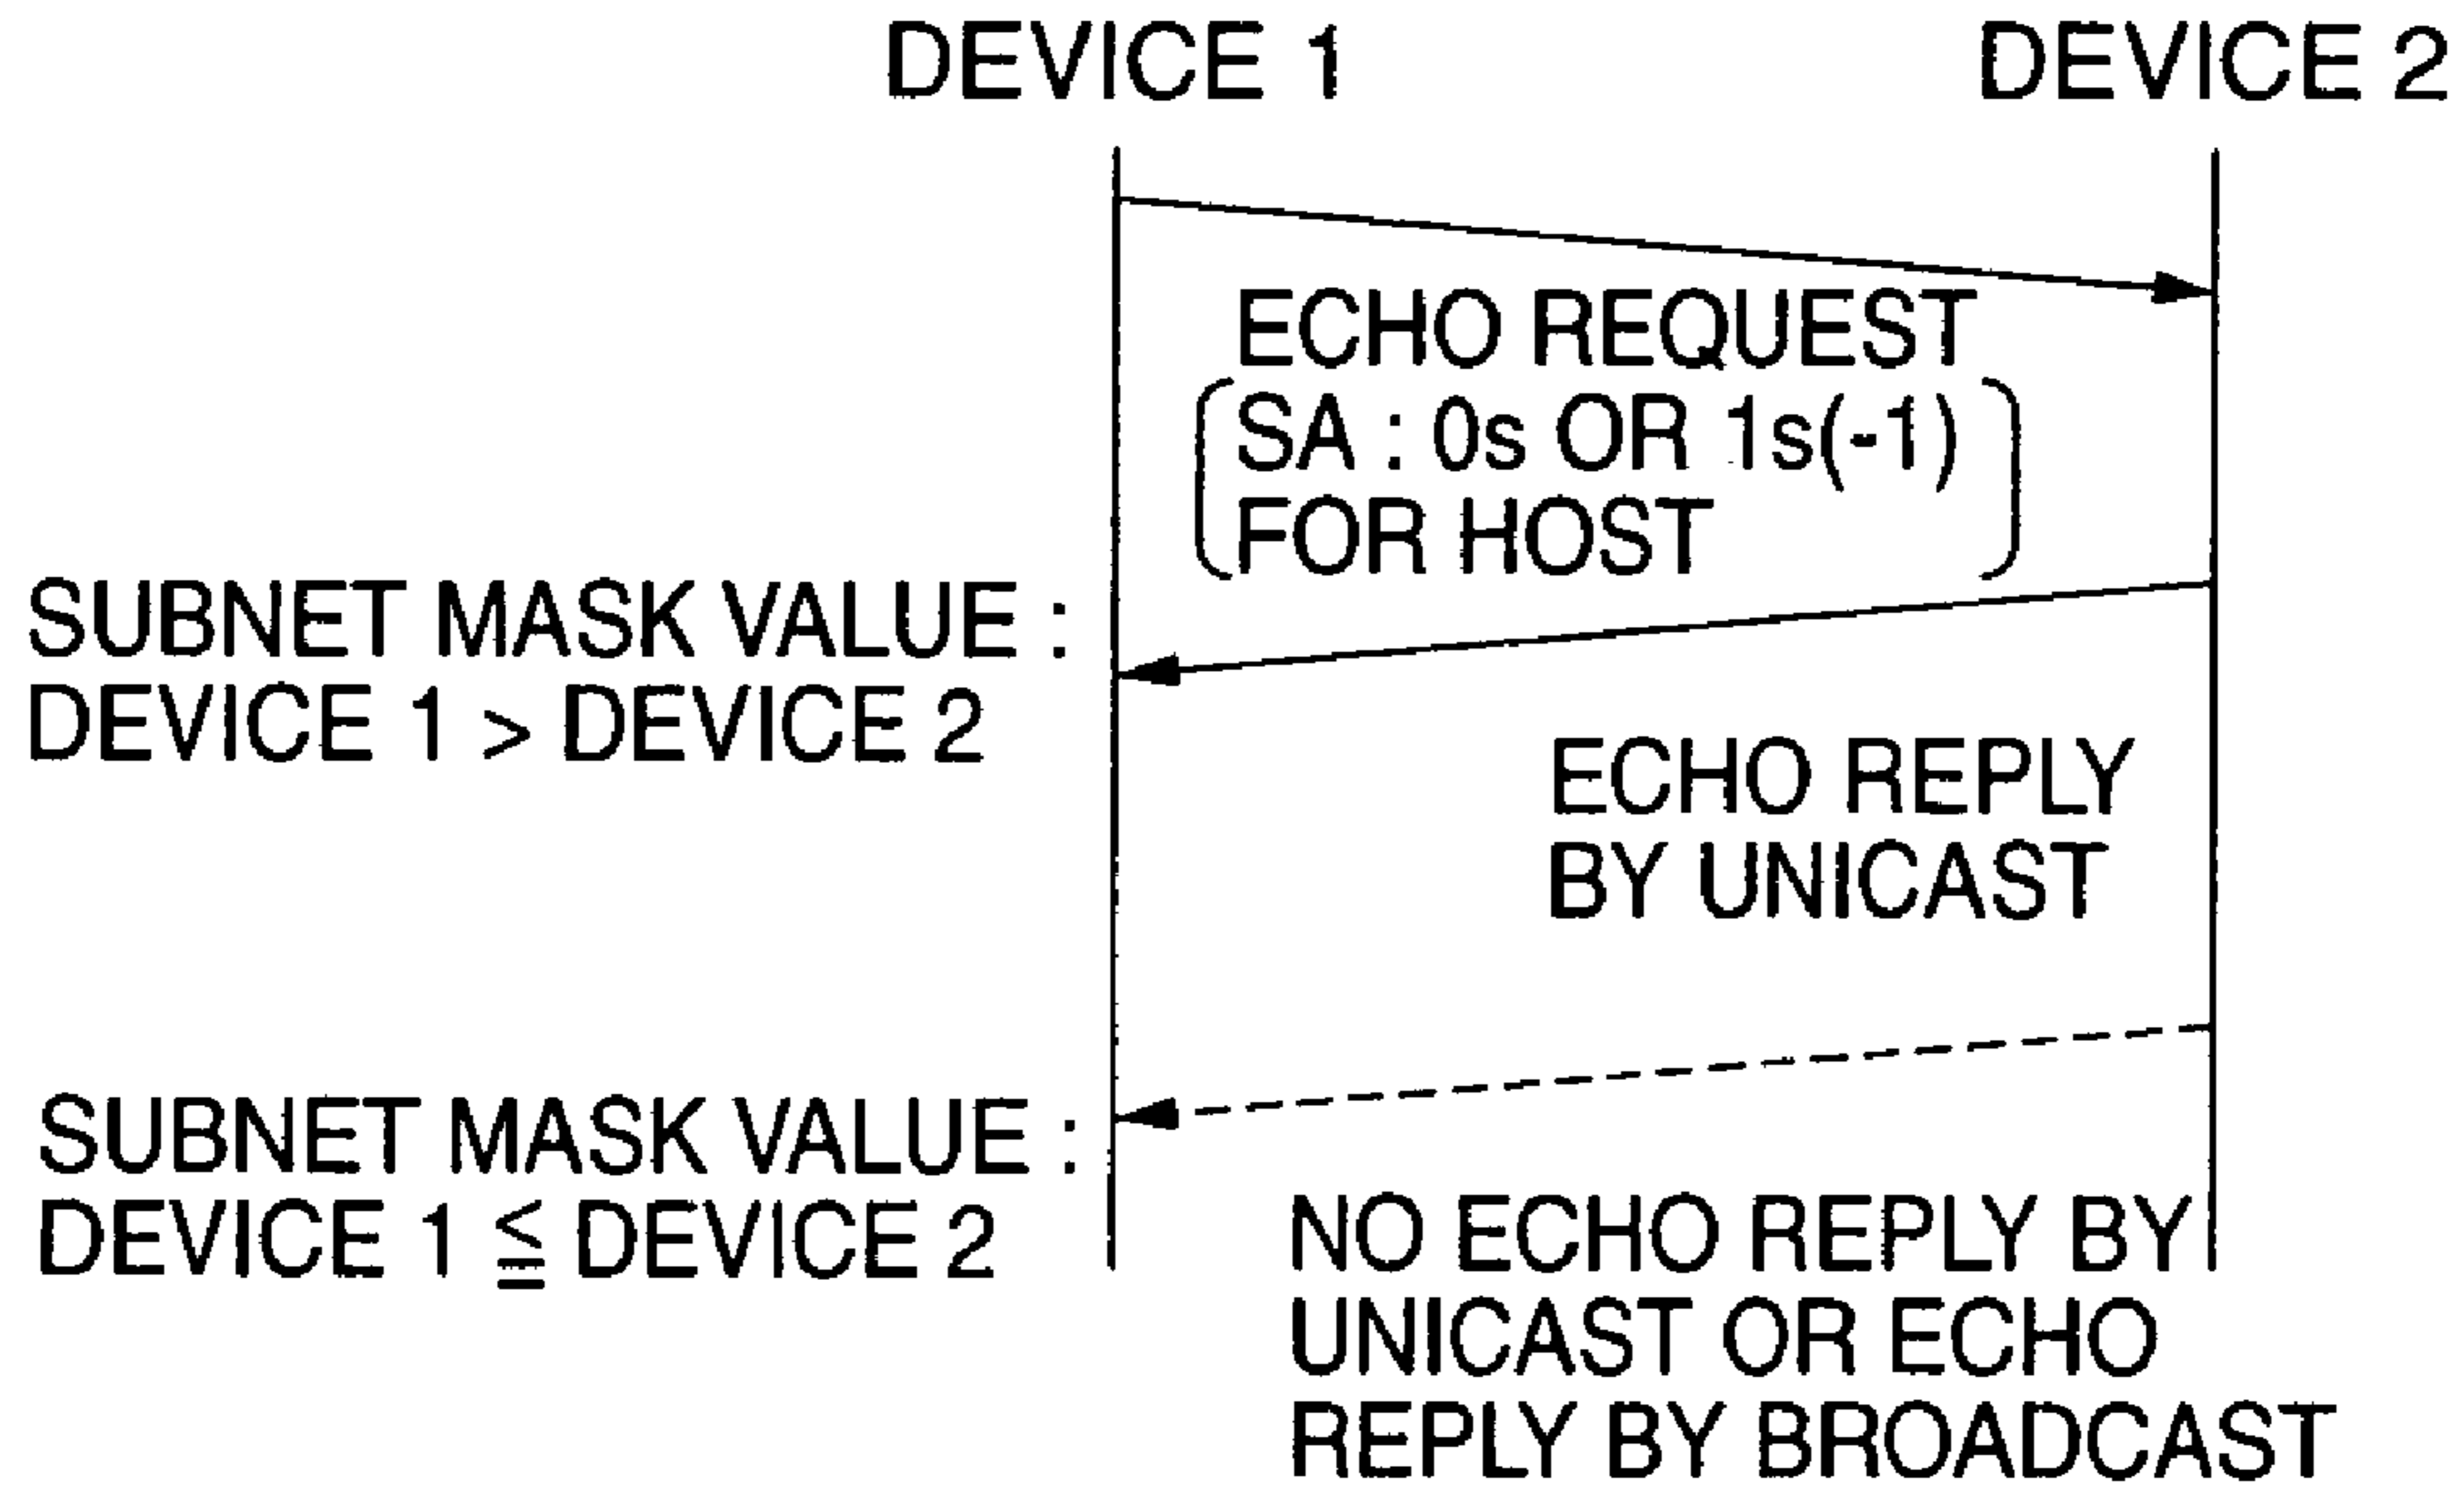 DEVICE 1 DEVICE 2
ECHO REQUEST
SA : 0s OR 1s(-1)
FOR HOST
SUBNET MASK VALUE :
DEVICE 1 > DEVICE 2
ECHO REPLY
BY UNICAST
SUBNET MASK VALUE :
DEVICE 1 ≦ DEVICE 2
NO ECHO REPLY BY
UNICAST OR ECHO
REPLY BY BROADCAST